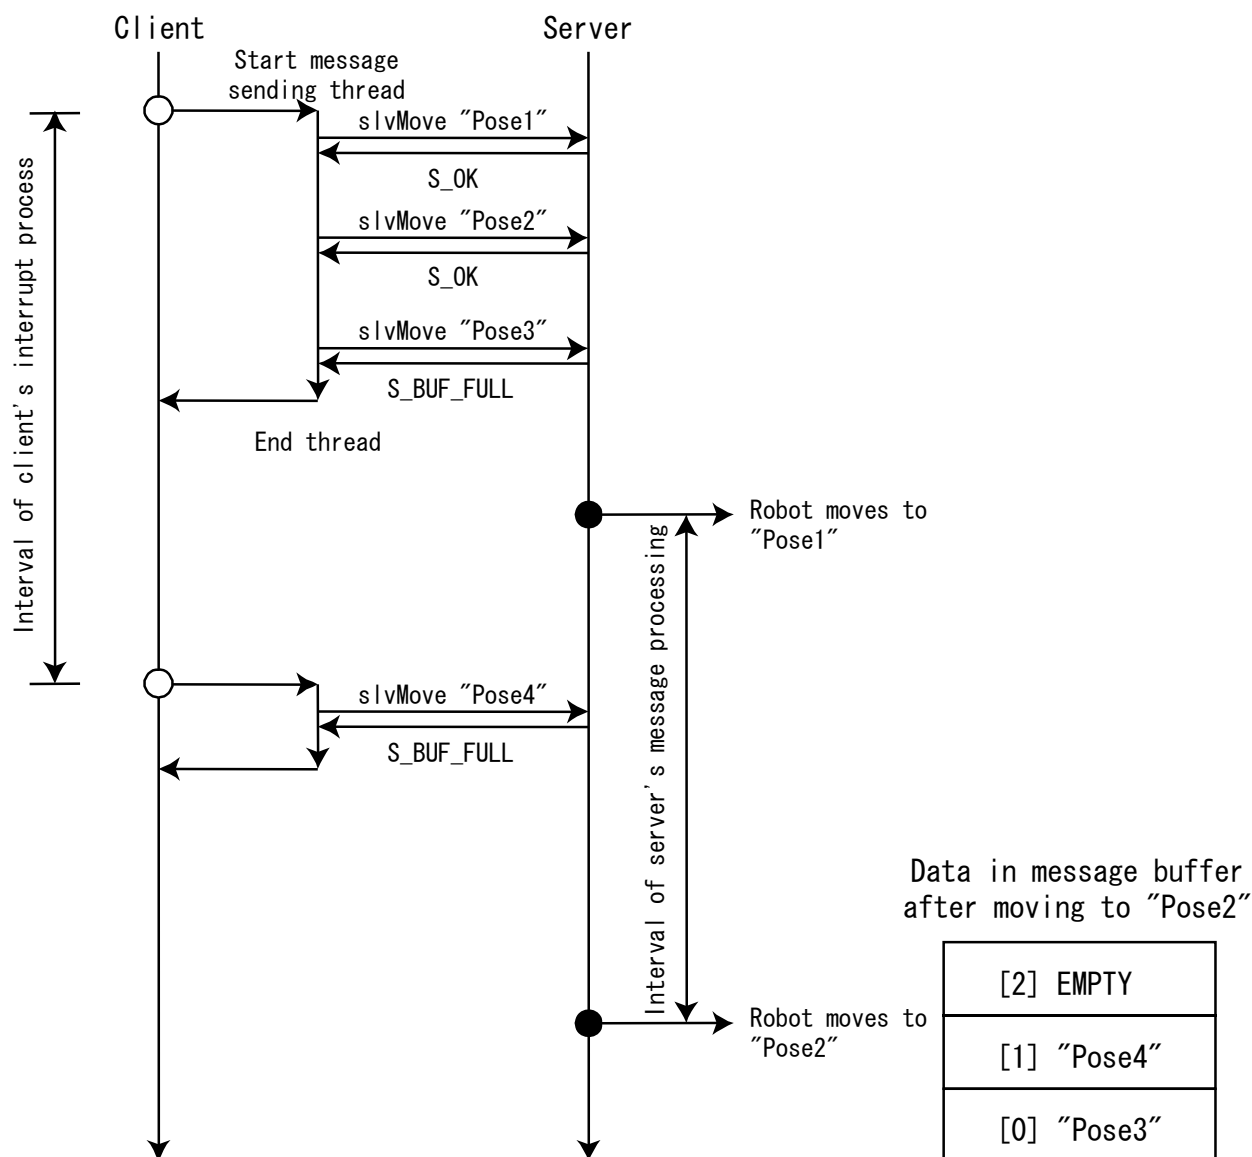 Client
Server
Start message
sending thread
slvMove "Pose1"
S_OK
slvMove "Pose2"
S_OK
slvMove "Pose3"
S_BUF_FULL
End thread
Interval of client's interrupt process
Robot moves to
"Pose1"
Interval of server's message processing
slvMove "Pose4"
S_BUF_FULL
Robot moves to
"Pose2"
Data in message buffer
after moving to "Pose2"
[2] EMPTY
[1] "Pose4"
[0] "Pose3"